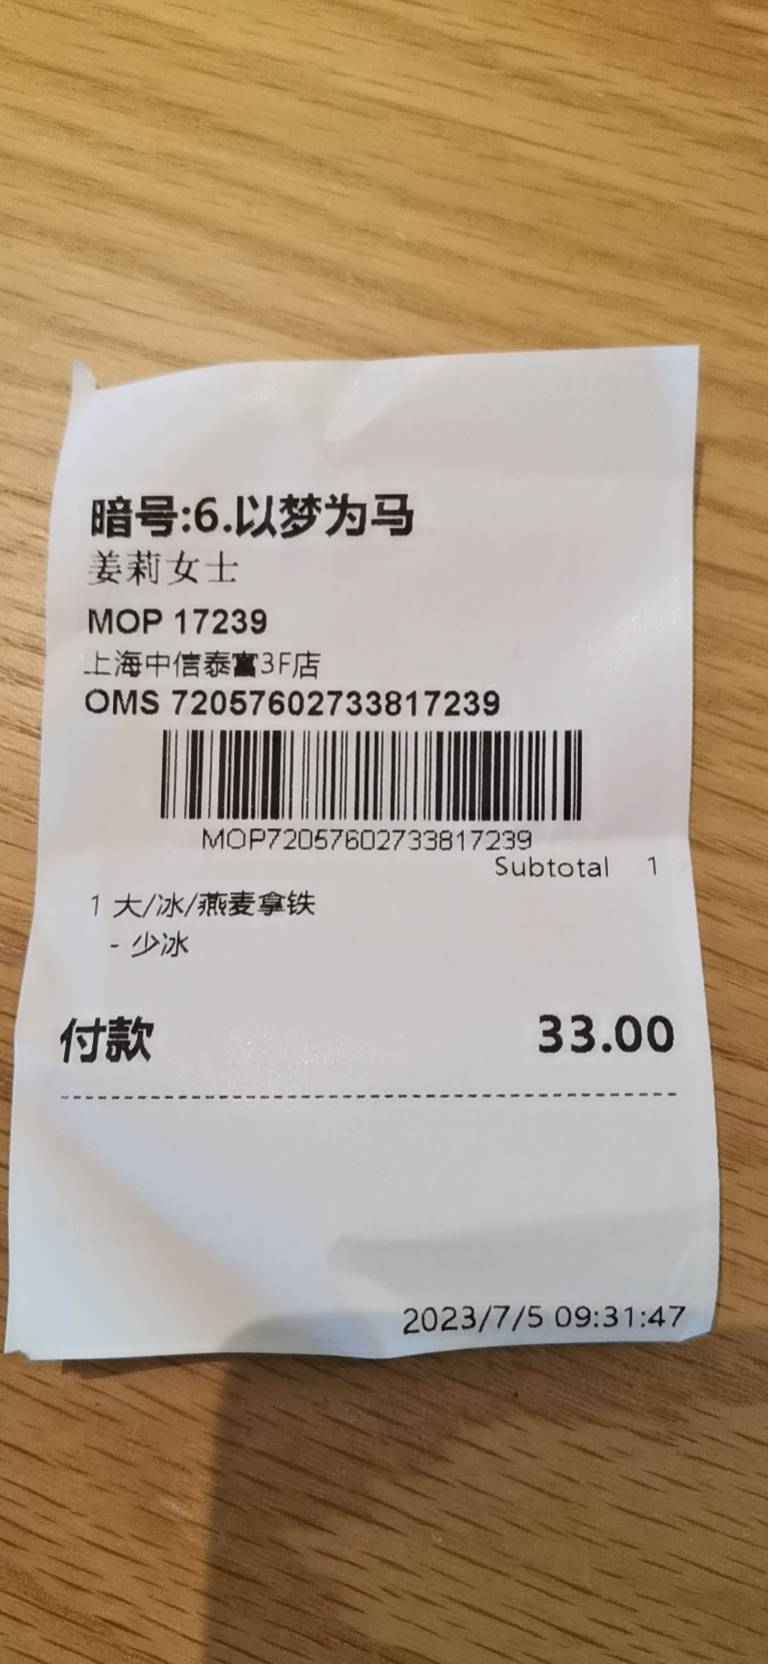 暗号:6.以梦为马
姜莉女士
MOP 17239
上海中信泰富3F店
OMS 72057602733817239
MOP72057602733817239
Subtotal 1
1 大/冰/燕麦拿铁
- 少冰
付款 33.00
2023/7/5 09:31:47